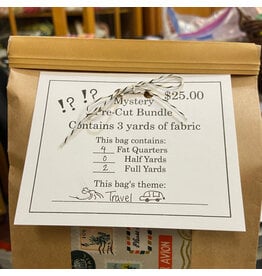 !? !? $25.00
Mystery
Pre-Cut Bundle
Contains 3 yards of fabric
This bag contains:
4 Fat Quarters
0 Half Yards
2 Full Yards
This bag's theme:
Travel
AVION